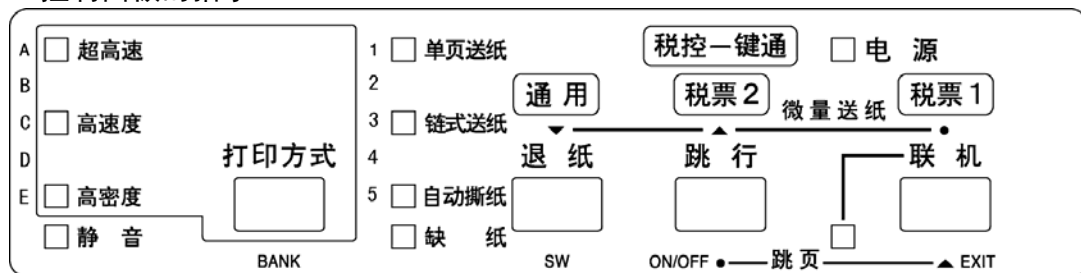 A 超高速 1 单页送纸 税控一键通 电 源
B 2 通用 税票2 税票1
C 高速度 3 链式送纸 微量送纸
D 打印方式 4 退 纸 跳 行 联 机
E 高密度 5 自动撕纸
静 音 缺 纸
BANK SW ON/OFF 跳页 EXIT